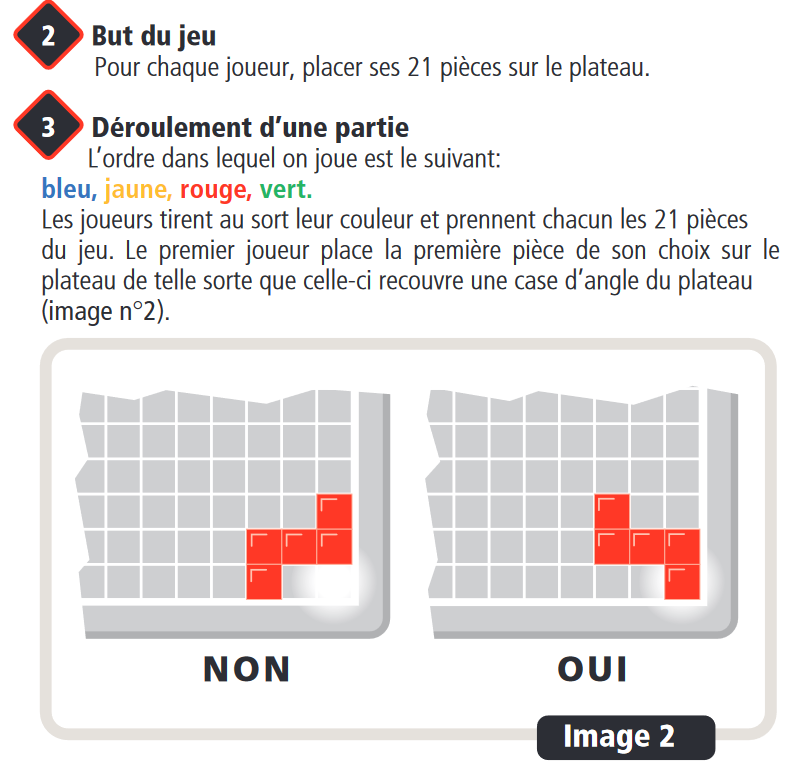 2 But du jeu
Pour chaque joueur, placer ses 21 pièces sur le plateau.
3 Déroulement d’une partie
L’ordre dans lequel on joue est le suivant:
bleu, jaune, rouge, vert.
Les joueurs tirent au sort leur couleur et prennent chacun les 21 pièces
du jeu. Le premier joueur place la première pièce de son choix sur le
plateau de telle sorte que celle-ci recouvre une case d’angle du plateau
(image n°2).
NON OUI
Image 2